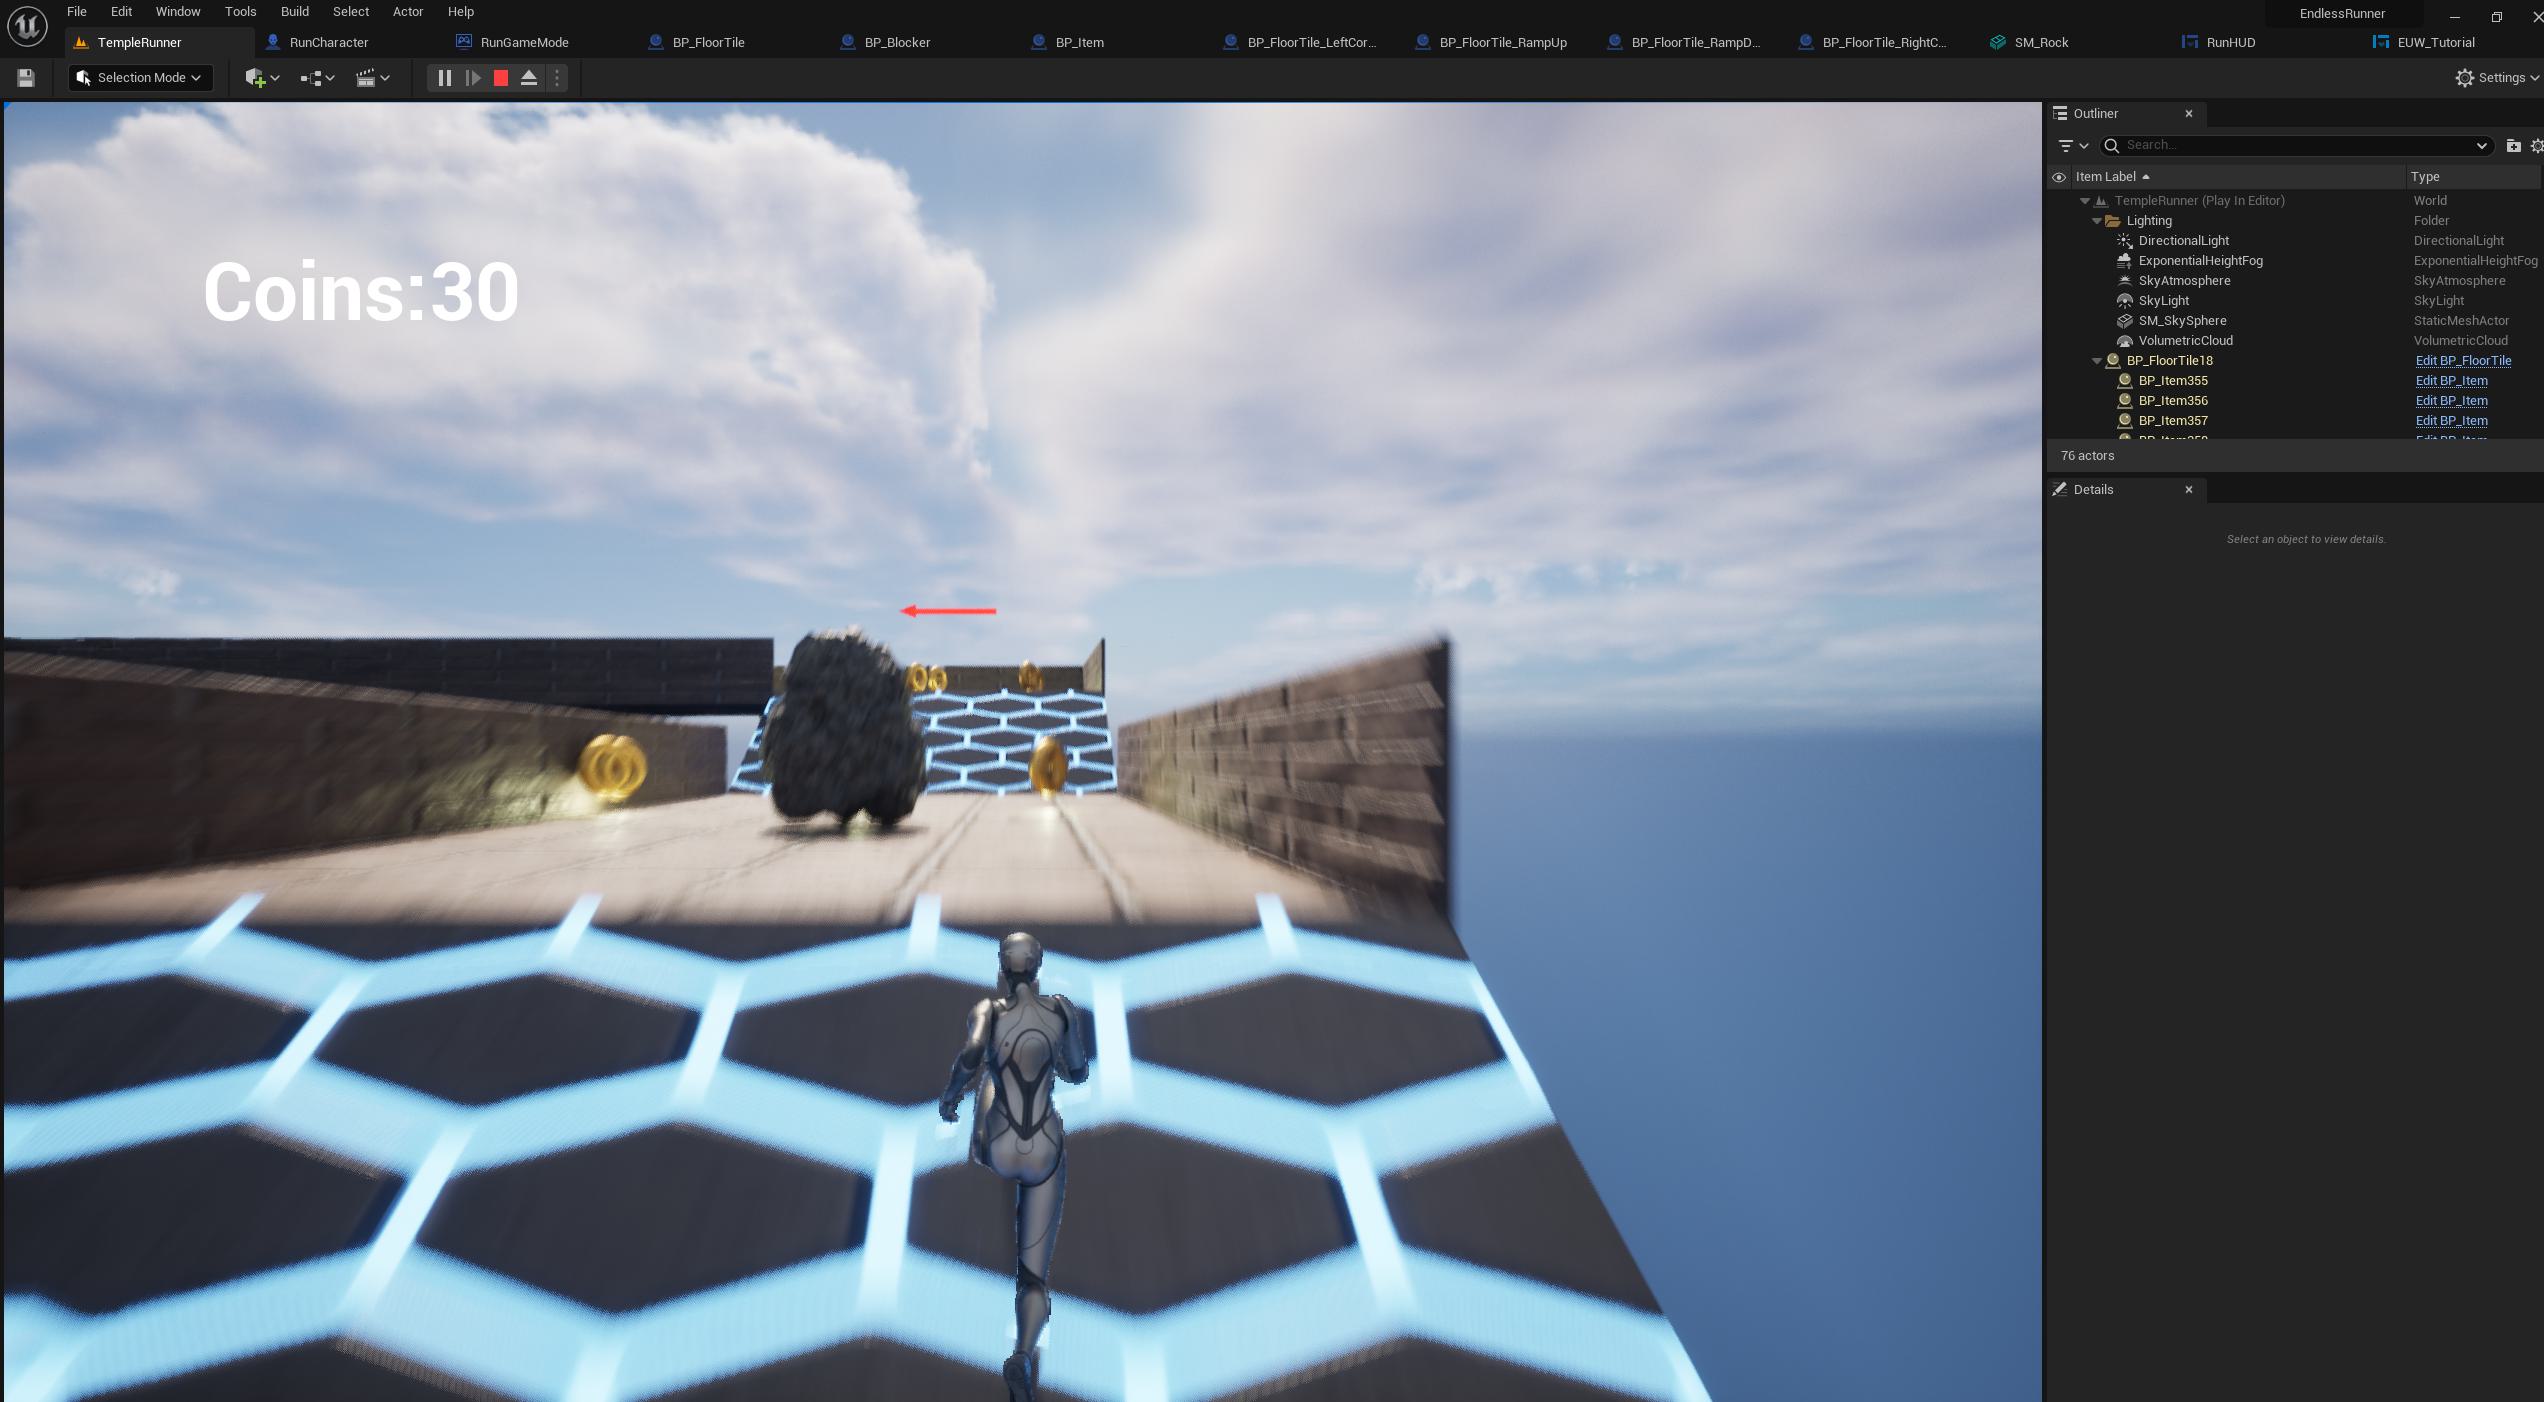 File Edit Window Tools Build Select Actor Help
EndlessRunner
TempleRunner RunCharacter RunGameMode BP_FloorTile BP_Blocker BP_Item BP_FloorTile_LeftCor... BP_FloorTile_RampUp BP_FloorTile_RampD... BP_FloorTile_RightC... SM_Rock RunHUD EUW_Tutorial
Selection Mode
Settings
Coins:30
Outliner
Search...
Item Label Type
TempleRunner (Play In Editor) World
Lighting Folder
DirectionalLight DirectionalLight
ExponentialHeightFog ExponentialHeightFog
SkyAtmosphere SkyAtmosphere
SkyLight SkyLight
SM_SkySphere StaticMeshActor
VolumetricCloud VolumetricCloud
BP_FloorTile18 Edit BP_FloorTile
BP_Item355 Edit BP_Item
BP_Item356 Edit BP_Item
BP_Item357 Edit BP_Item
76 actors
Details
Select an object to view details.